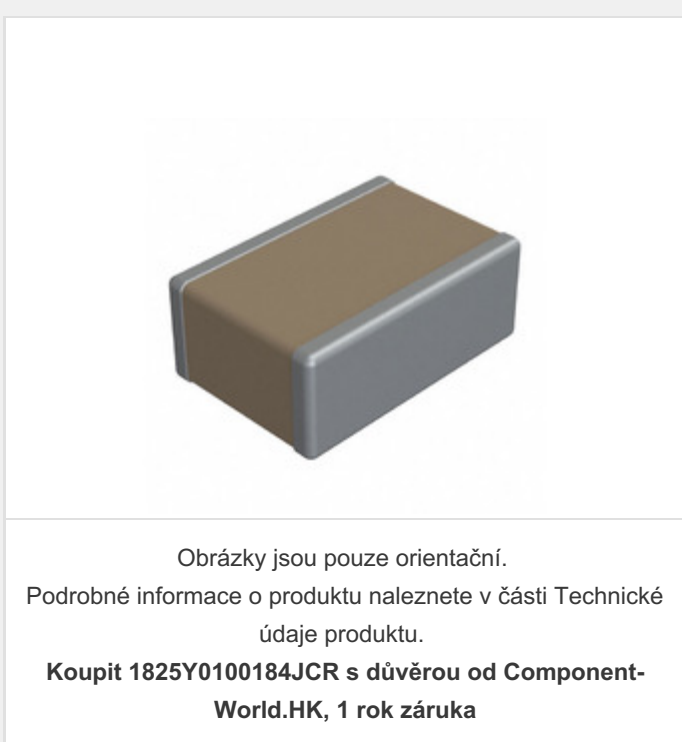 Obrázky jsou pouze orientační.
Podrobné informace o produktu naleznete v části Technické
údaje produktu.
Koupit 1825Y0100184JCR s důvěrou od Component-
World.HK, 1 rok záruka